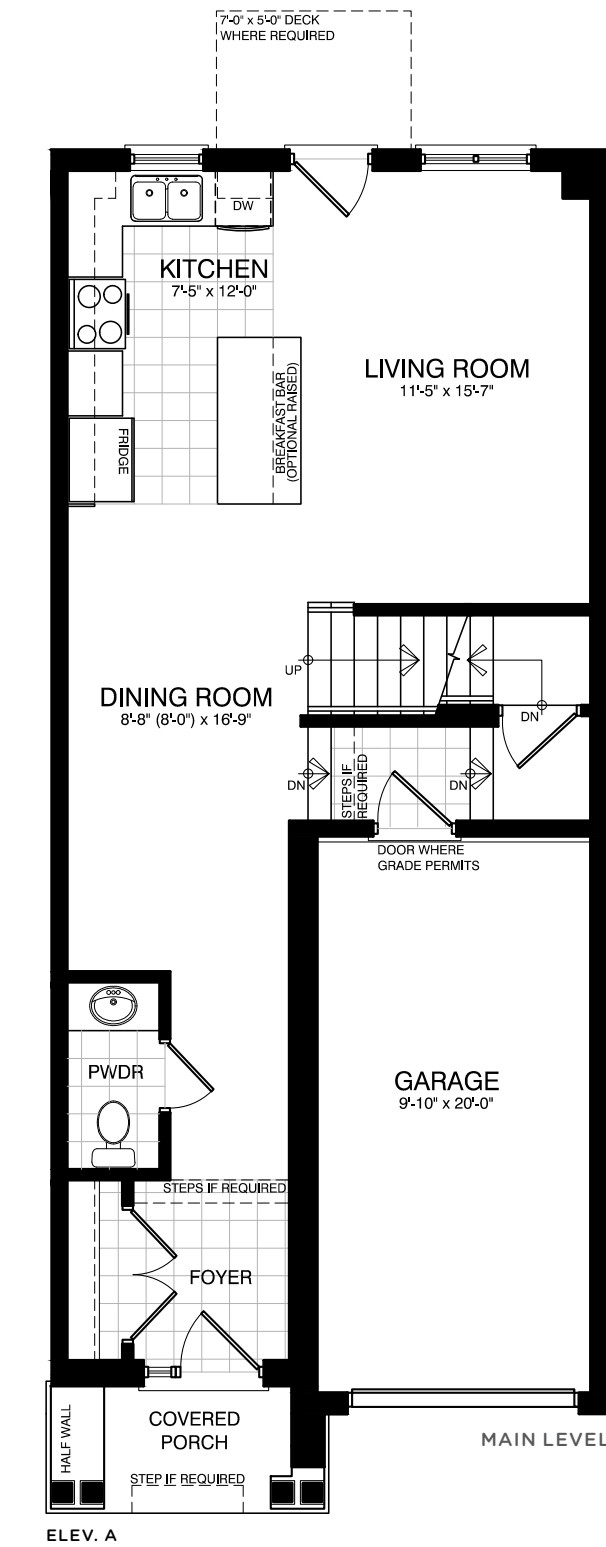 7'-0" x 5'-0" DECK
WHERE REQUIRED
DW
KITCHEN
7'-5" x 12'-0"
LIVING ROOM
11'-5" x 15'-7"
BREAKFAST BAR
(OPTIONAL RAISED)
FRIDGE
UP
DINING ROOM
8'-8" (8'-0") x 16'-9"
DN
DN
STEPS IF
REQUIRED
DN
DOOR WHERE
GRADE PERMITS
PWDR
GARAGE
9'-10" x 20'-0"
STEPS IF REQUIRED
FOYER
HALF WALL
COVERED
PORCH
MAIN LEVEL
STEP IF REQUIRED
ELEV. A